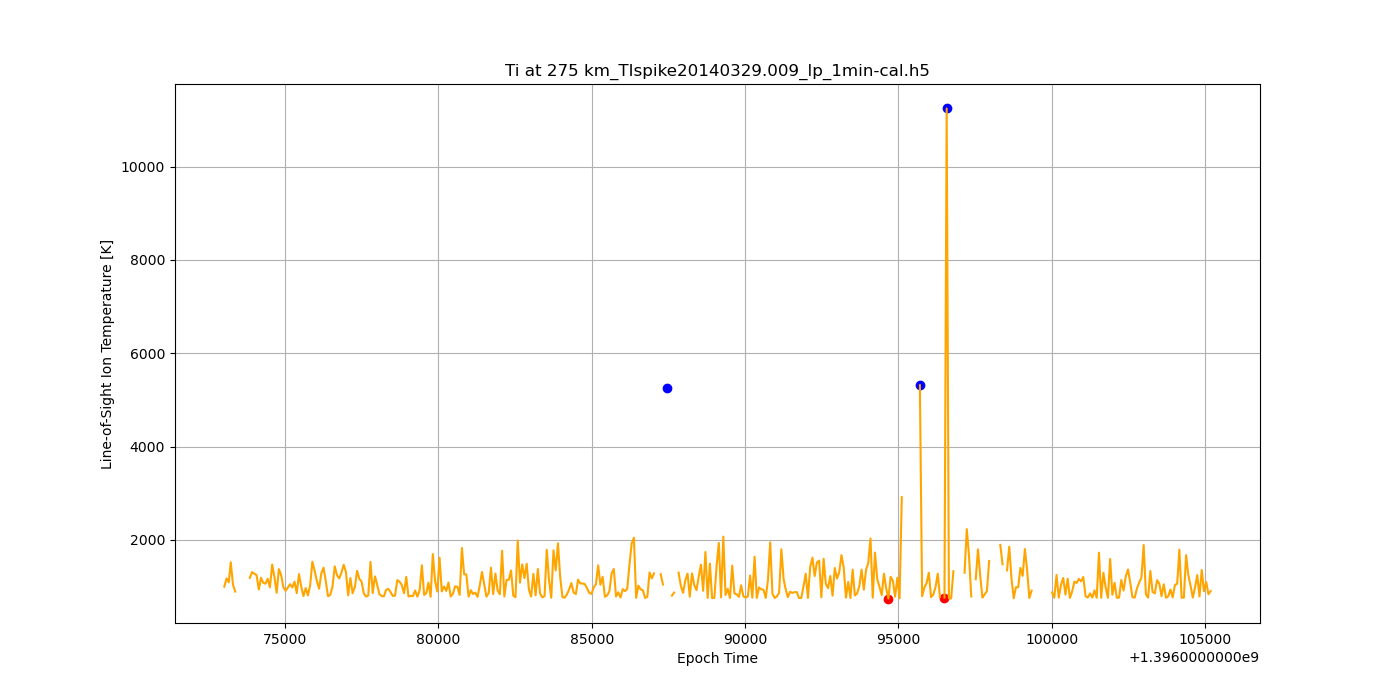 Ti at 275 km_TIspike20140329.009_lp_1min-cal.h5
Line-of-Sight Ion Temperature [K]
10000
8000
6000
4000
2000
75000 80000 85000 90000 95000 100000 105000
Epoch Time
+1.3960000000e9